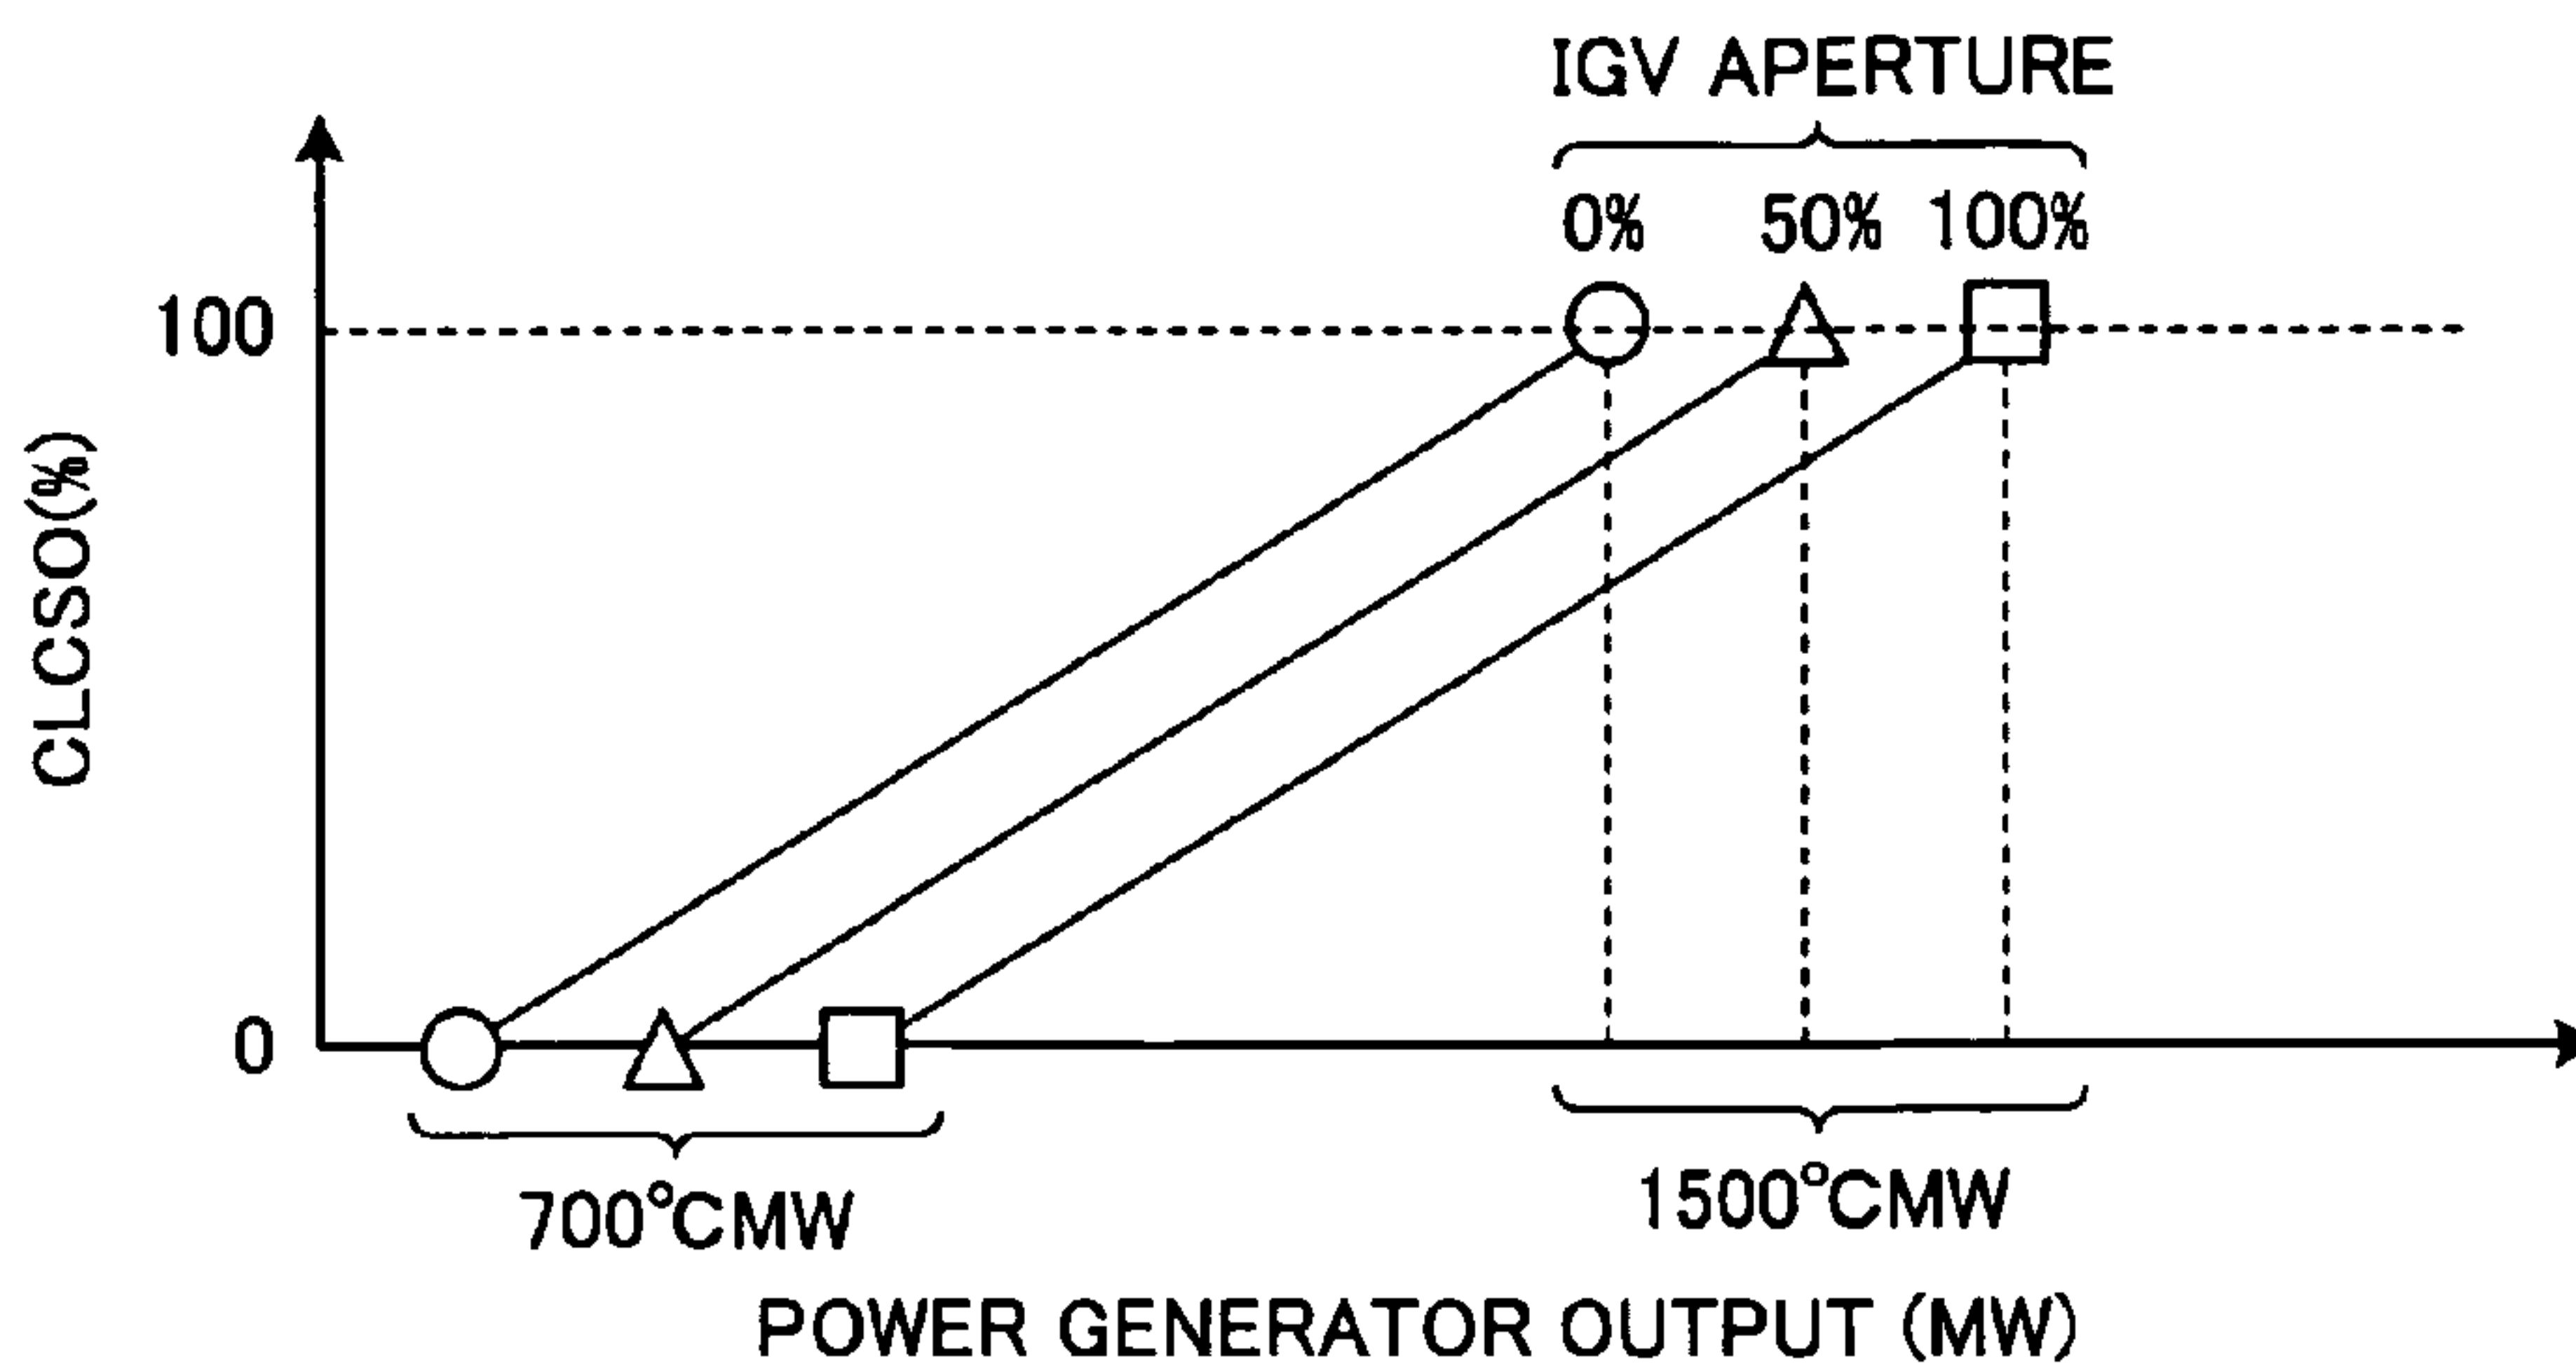 IGV APERTURE
0% 50% 100%
100
CLCSO(%)
0
700°CMW
1500°CMW
POWER GENERATOR OUTPUT (MW)